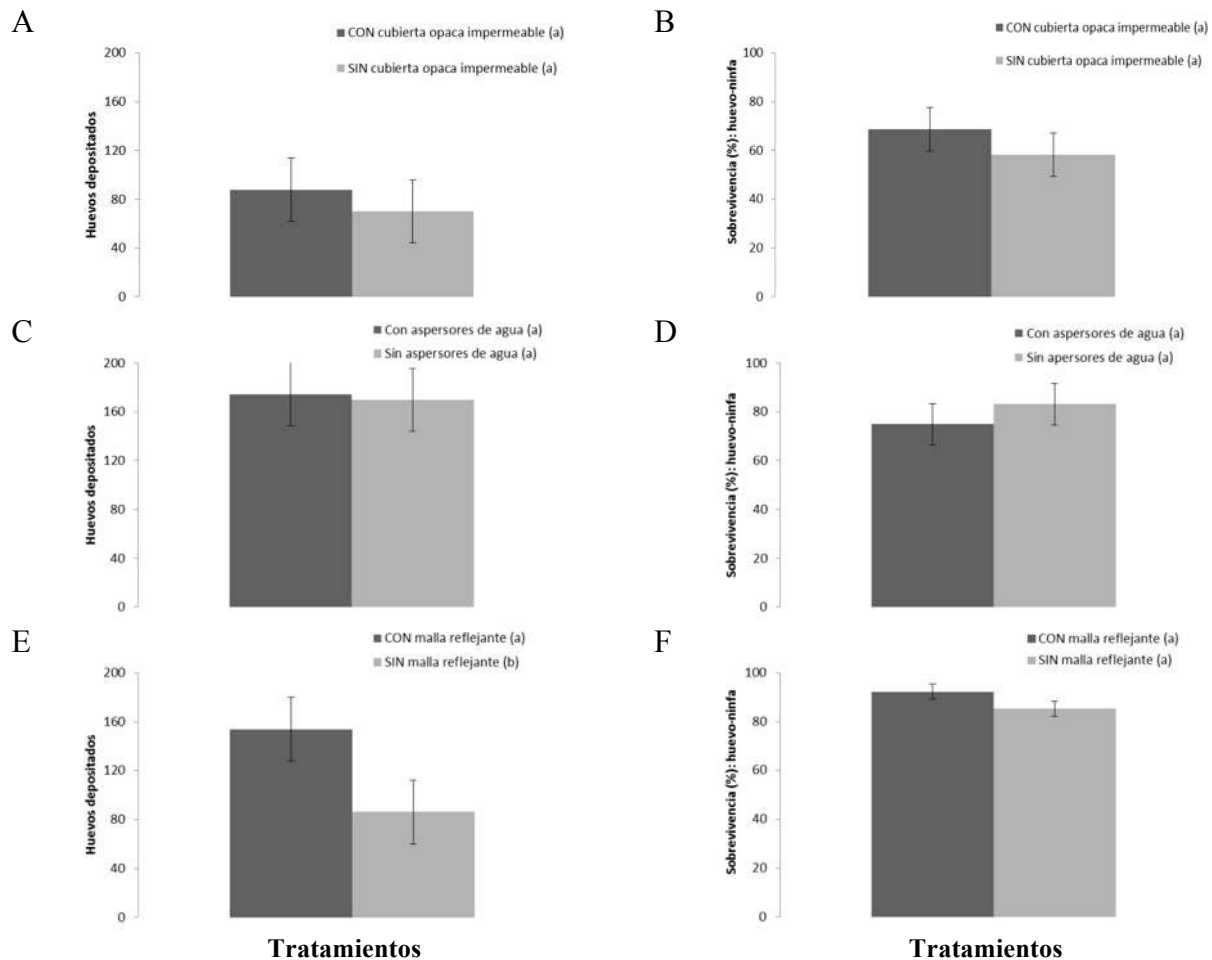 A
CON cubierta opaca impermeable (a)
SIN cubierta opaca impermeable (a)
Huevos depositados
200
160
120
80
40
0
B
CON cubierta opaca impermeable (a)
SIN cubierta opaca impermeable (a)
Sobrevivencia (%): huevo-ninfa
100
80
60
40
20
0
C
Con aspersores de agua (a)
Sin aspersores de agua (a)
Huevos depositados
200
160
120
80
40
0
D
Con aspersores de agua (a)
Sin apersores de agua (a)
Sobrevivencia (%): huevo-ninfa
100
80
60
40
20
0
E
CON malla reflejante (a)
SIN malla reflejante (b)
Huevos depositados
200
160
120
80
40
0
Tratamientos
F
CON malla reflejante (a)
SIN malla reflejante (a)
Sobrevivencia (%): huevo-ninfa
100
80
60
40
20
0
Tratamientos